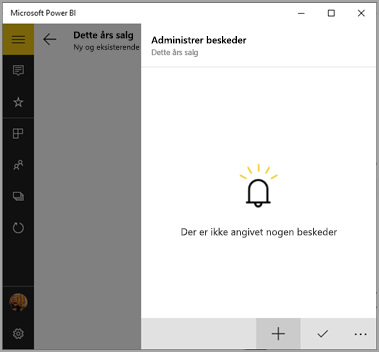 Microsoft Power BI
Dette års salg
Ny og eksisterende
Administrer beskeder
Dette års salg
Der er ikke angivet nogen beskeder